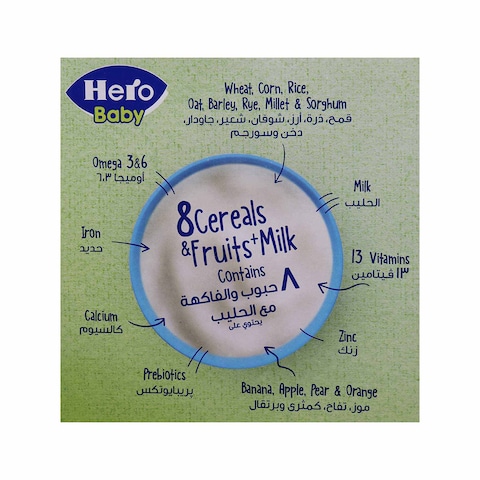 Hero
Baby
Wheat, Corn, Rice,
Oat, Barley, Rye, Millet & Sorghum
قمح، ذرة، أرز، شوفان، شعير، جاودار،
دخن وسورجم
Omega 3&6
أوميجا ٦،٣
Milk
الحليب
8 Cereals
& Fruits + Milk
Contains
٨ حبوب والفاكهة
مع الحليب
يحتوي على
Iron
حديد
13 Vitamins
١٣ فيتامين
Calcium
كالسيوم
Zinc
زنك
Prebiotics
بريبايوتكس
Banana, Apple, Pear & Orange
موز، تفاح، كمثرى وبرتقال